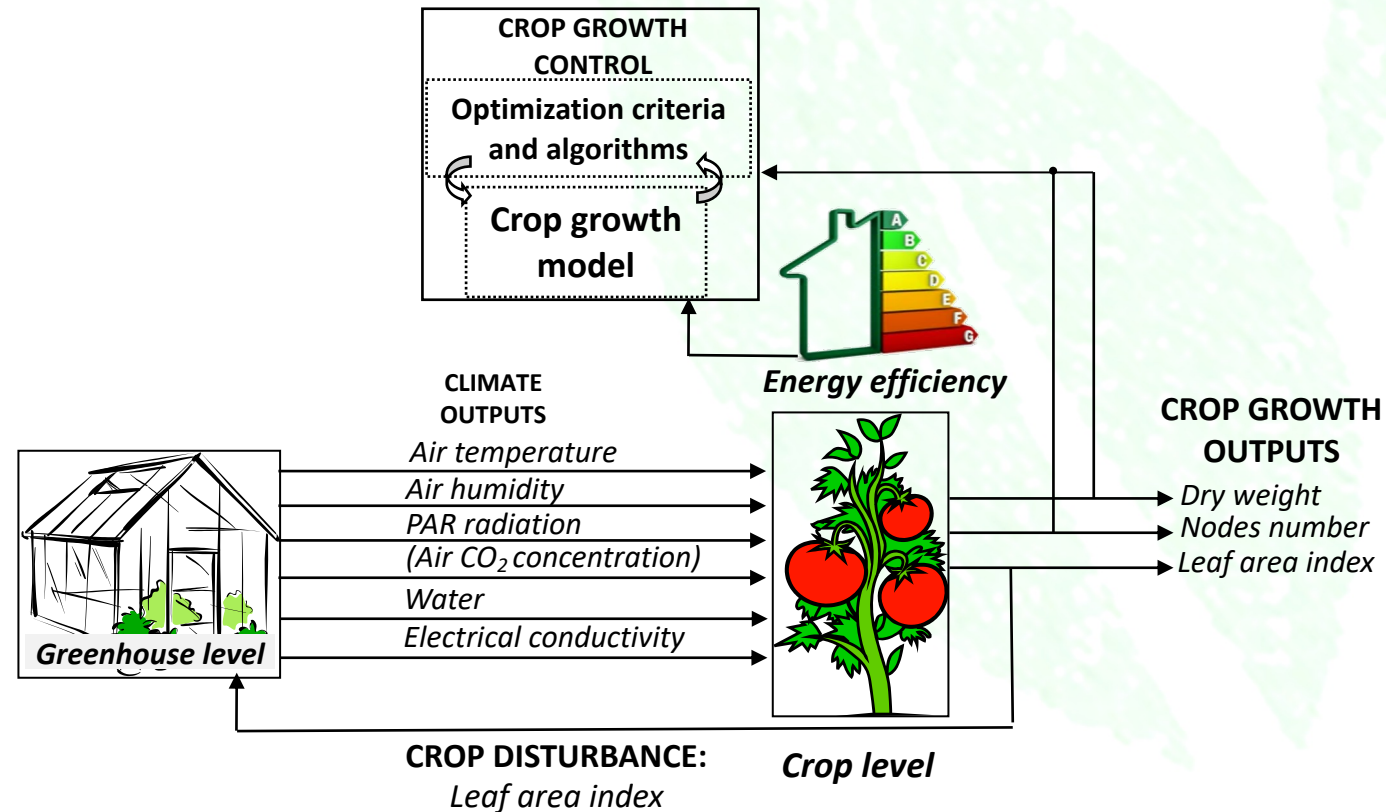 CROP GROWTH
CONTROL
Optimization criteria
and algorithms
Crop growth
model
A
B
C
D
E
F
G
Energy efficiency
CLIMATE
OUTPUTS
Air temperature
Air humidity
PAR radiation
(Air CO₂ concentration)
Water
Electrical conductivity
Greenhouse level
CROP GROWTH
OUTPUTS
Dry weight
Nodes number
Leaf area index
CROP DISTURBANCE:
Leaf area index
Crop level